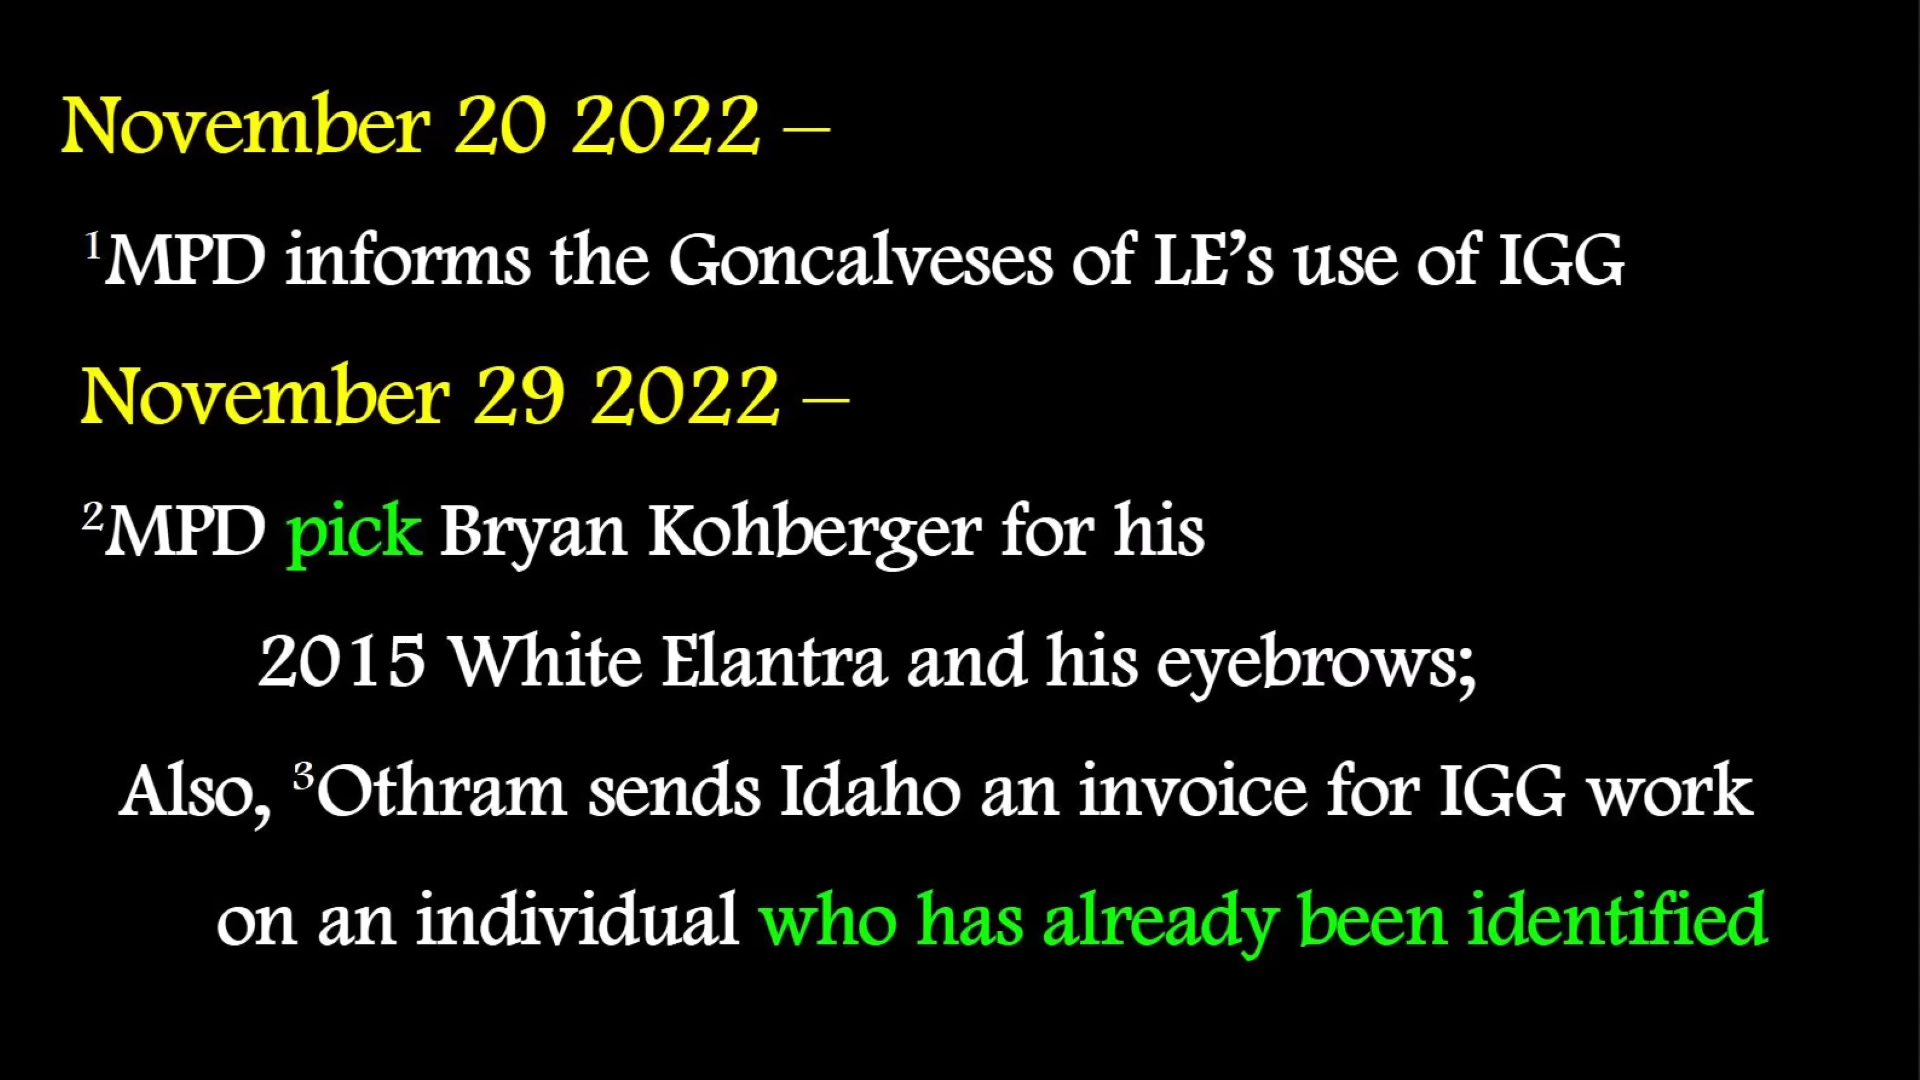 November 20 2022 –
¹MPD informs the Goncalveses of LE’s use of IGG
November 29 2022 –
²MPD pick Bryan Kohberger for his
2015 White Elantra and his eyebrows;
Also, ³Othram sends Idaho an invoice for IGG work
on an individual who has already been identified